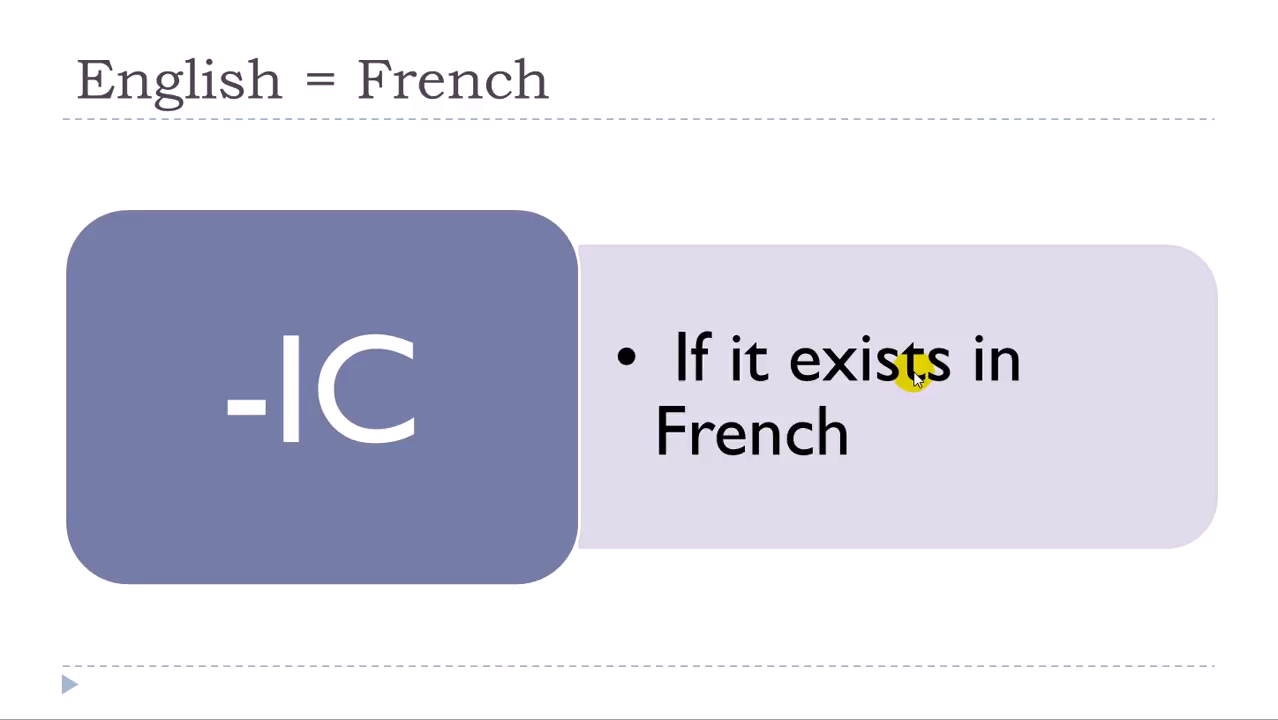 English = French
-IC
• If it exists in
French